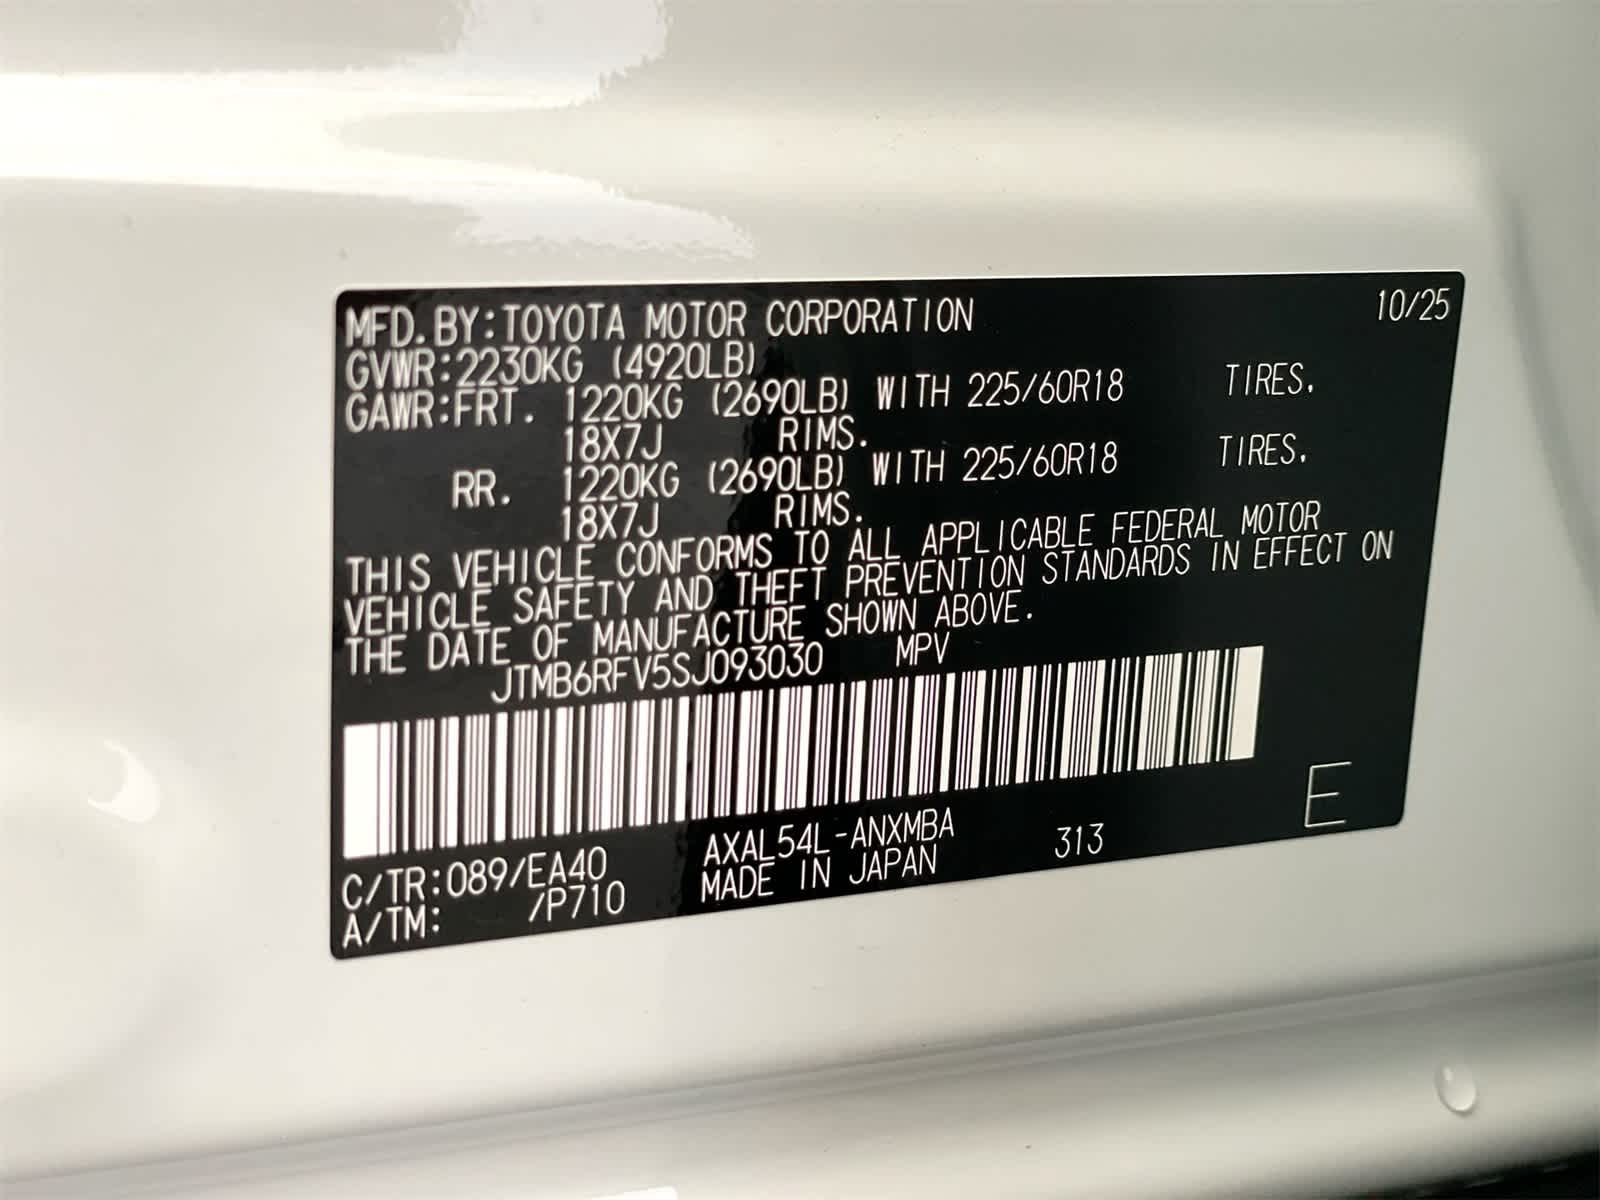 MFD. BY: TOYOTA MOTOR CORPORATION 10/25
GVWR: 2230KG (4920LB)
GAWR: FRT. 1220KG (2690LB) WITH 225/60R18 TIRES.
18X7J RIMS.
RR. 1220KG (2690LB) WITH 225/60R18 TIRES.
18X7J RIMS.
THIS VEHICLE CONFORMS TO ALL APPLICABLE FEDERAL MOTOR
VEHICLE SAFETY AND THEFT PREVENTION STANDARDS IN EFFECT ON
THE DATE OF MANUFACTURE SHOWN ABOVE.
JTMB6RFV5SJ093030 MPV
E
AXAL54L-ANXMBA 313
C/TR: 089/EA40 MADE IN JAPAN
A/TM: /P710